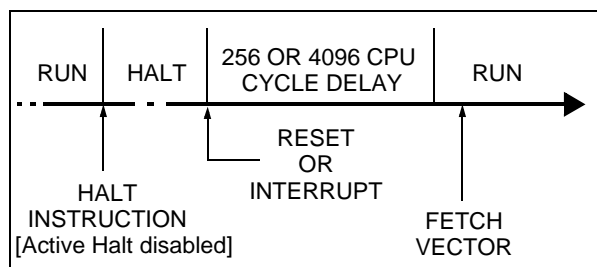 RUN
HALT
256 OR 4096 CPU
CYCLE DELAY
RUN
RESET
OR
INTERRUPT
HALT
INSTRUCTION
[Active Halt disabled]
FETCH
VECTOR